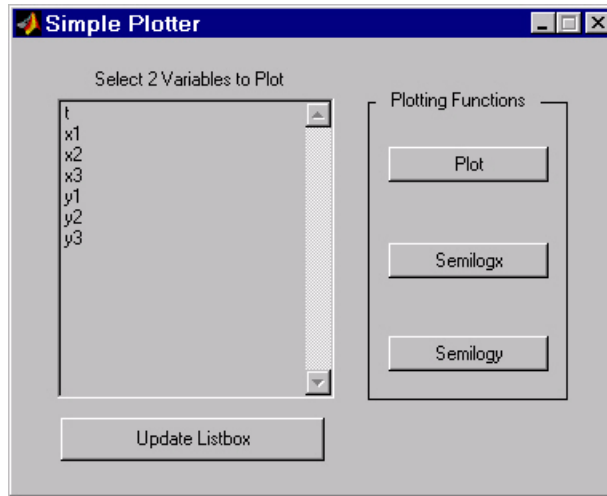 Simple Plotter
Select 2 Variables to Plot
t
x1
x2
x3
y1
y2
y3
Update Listbox
Plotting Functions
Plot
Semilogx
Semilogy